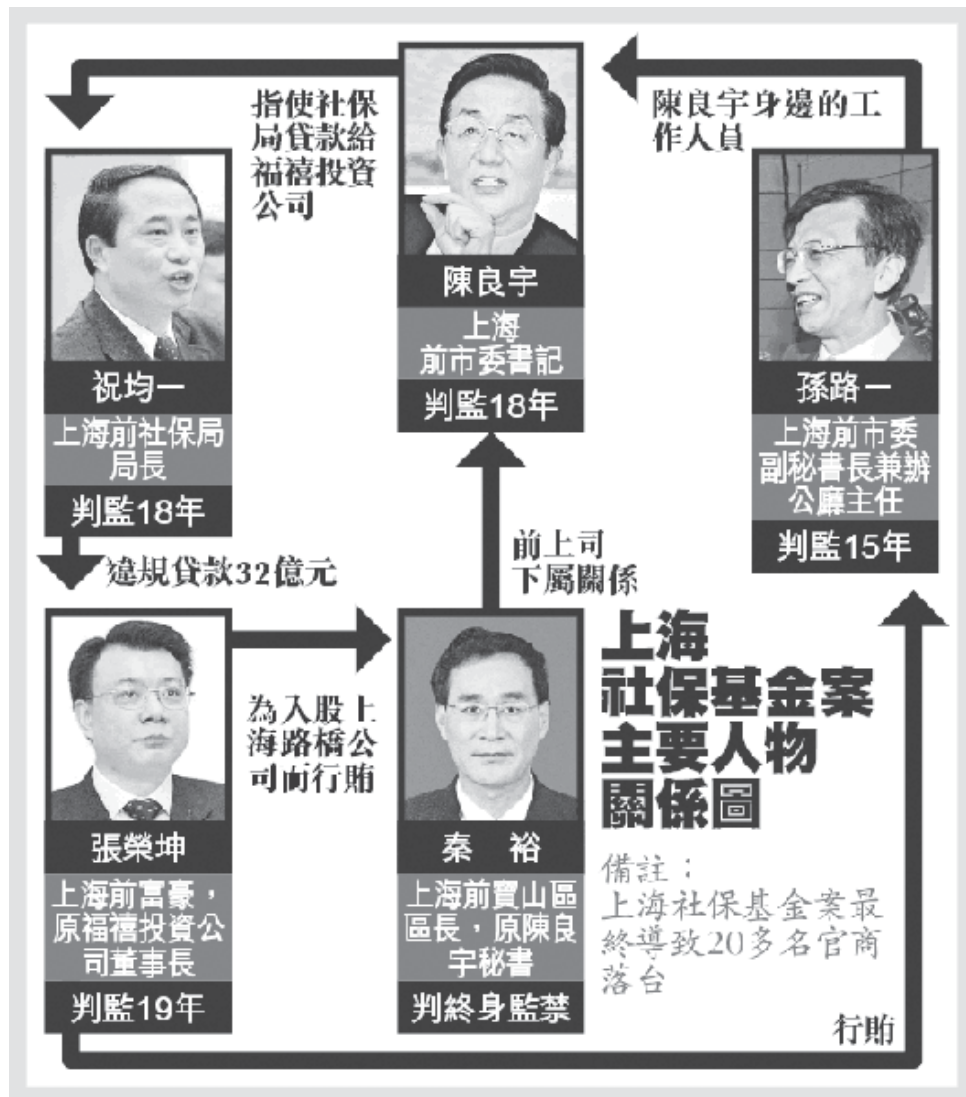 指使社保
局貸款給
福禧投資
公司
陳良宇身邊的工
作人員
陳良宇
上海
前市委書記
判監18年
祝均一
上海前社保局
局長
判監18年
孫路一
上海前市委
副秘書長兼辦
公廳主任
判監15年
違規貸款32億元
前上司
下屬關係
為入股上
海路橋公
司而行賄
張榮坤
上海前富豪，
原福禧投資公
司董事長
判監19年
秦　裕
上海前寶山區
區長，原陳良
宇秘書
判終身監禁
上海
社保基金案
主要人物
關係圖
備註：
上海社保基金案最
終導致20多名官商
落台
行賄